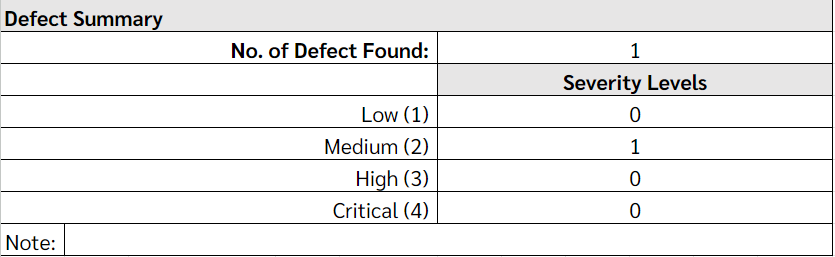 Defect Summary
No. of Defect Found: 1
Severity Levels
Low (1) 0
Medium (2) 1
High (3) 0
Critical (4) 0
Note: